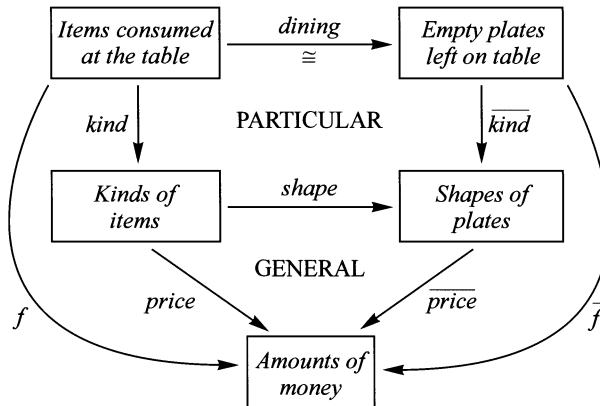 Items consumed
at the table
dining
≅
Empty plates
left on table
kind
PARTICULAR
kind
Kinds of
items
shape
Shapes of
plates
GENERAL
price
price
f
f
Amounts of
money